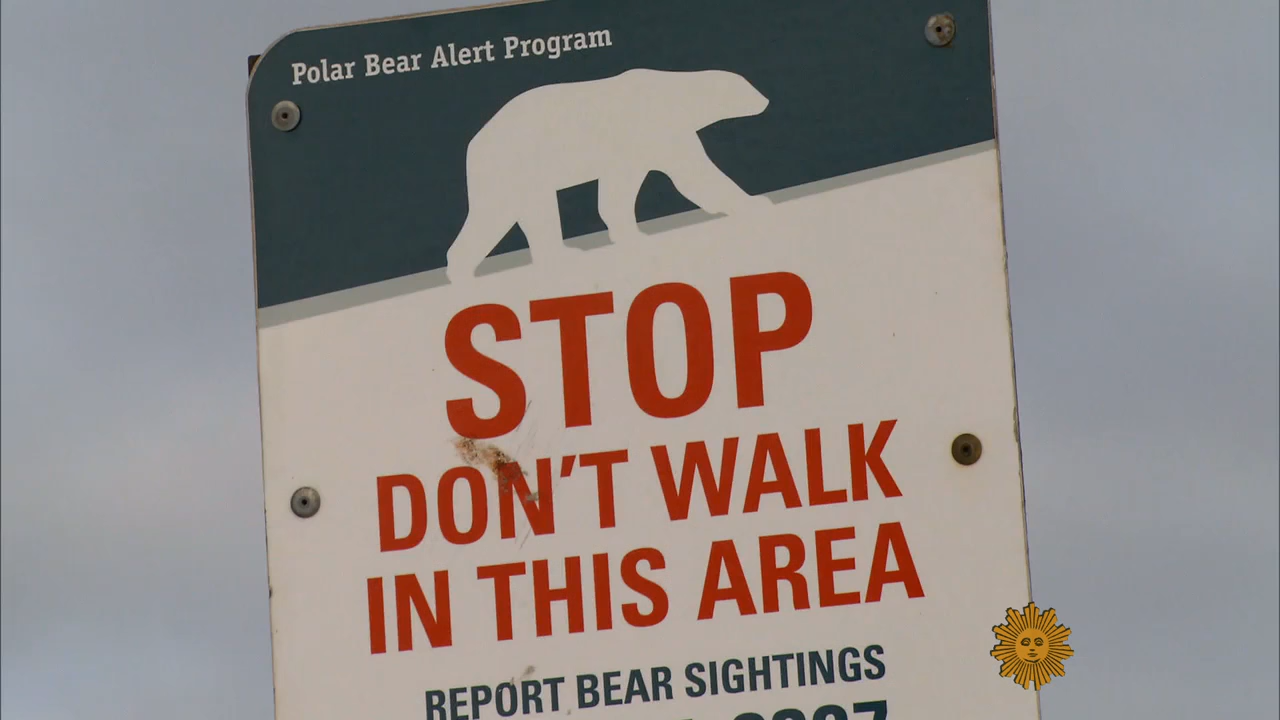 Polar Bear Alert Program
STOP
DON'T WALK
IN THIS AREA
REPORT BEAR SIGHTINGS